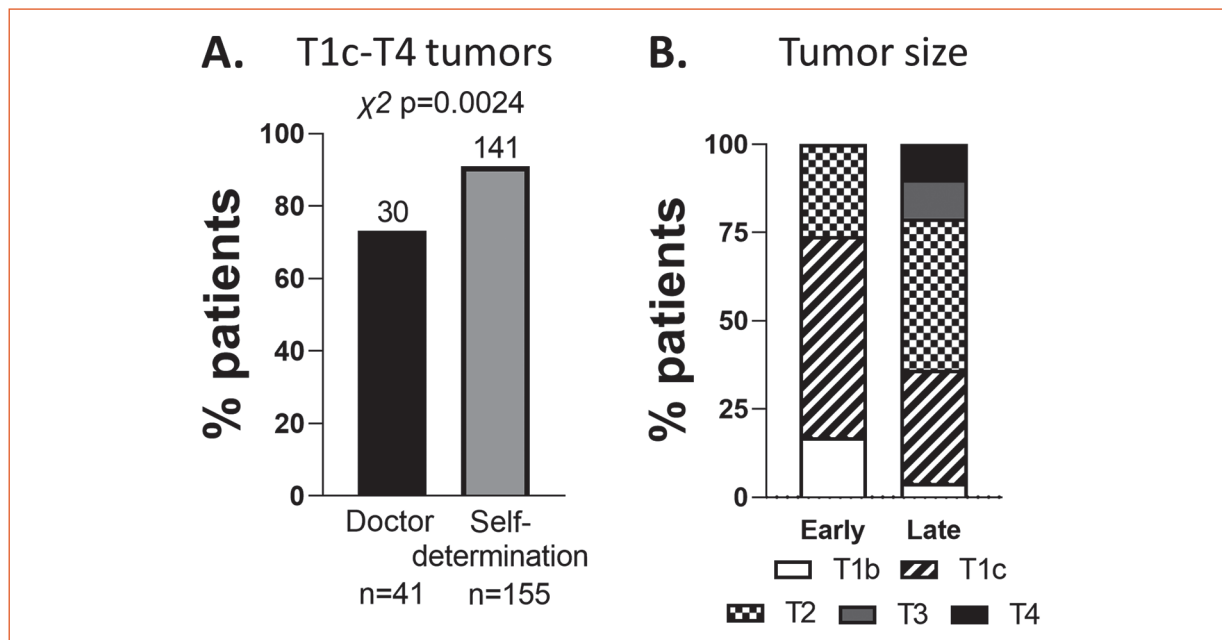 A. T1c-T4 tumors
χ2 p=0.0024
% patients
100
80
60
40
20
0
30
141
Doctor
Self-
determination
n=41
n=155
B. Tumor size
% patients
100
75
50
25
0
Early
Late
T1b
T1c
T2
T3
T4